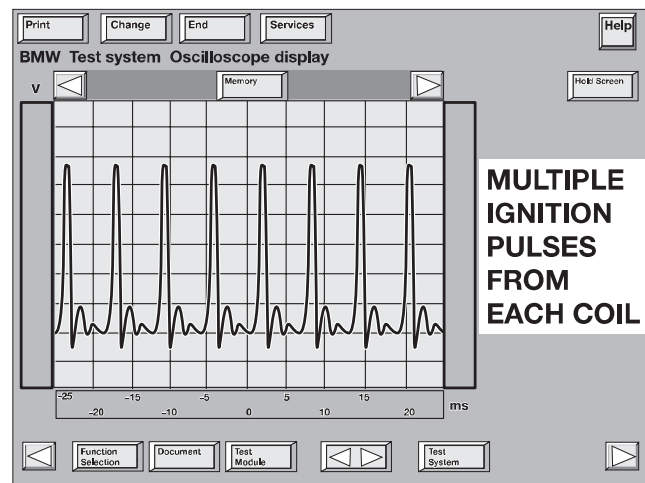 Print
Change
End
Services
Help
BMW Test system Oscilloscope display
V
Memory
Hold Screen
MULTIPLE
IGNITION
PULSES
FROM
EACH COIL
-25 -15 -5 5 15
-20 -10 0 10 20
ms
Function
Selection
Document
Test
Module
Test
System